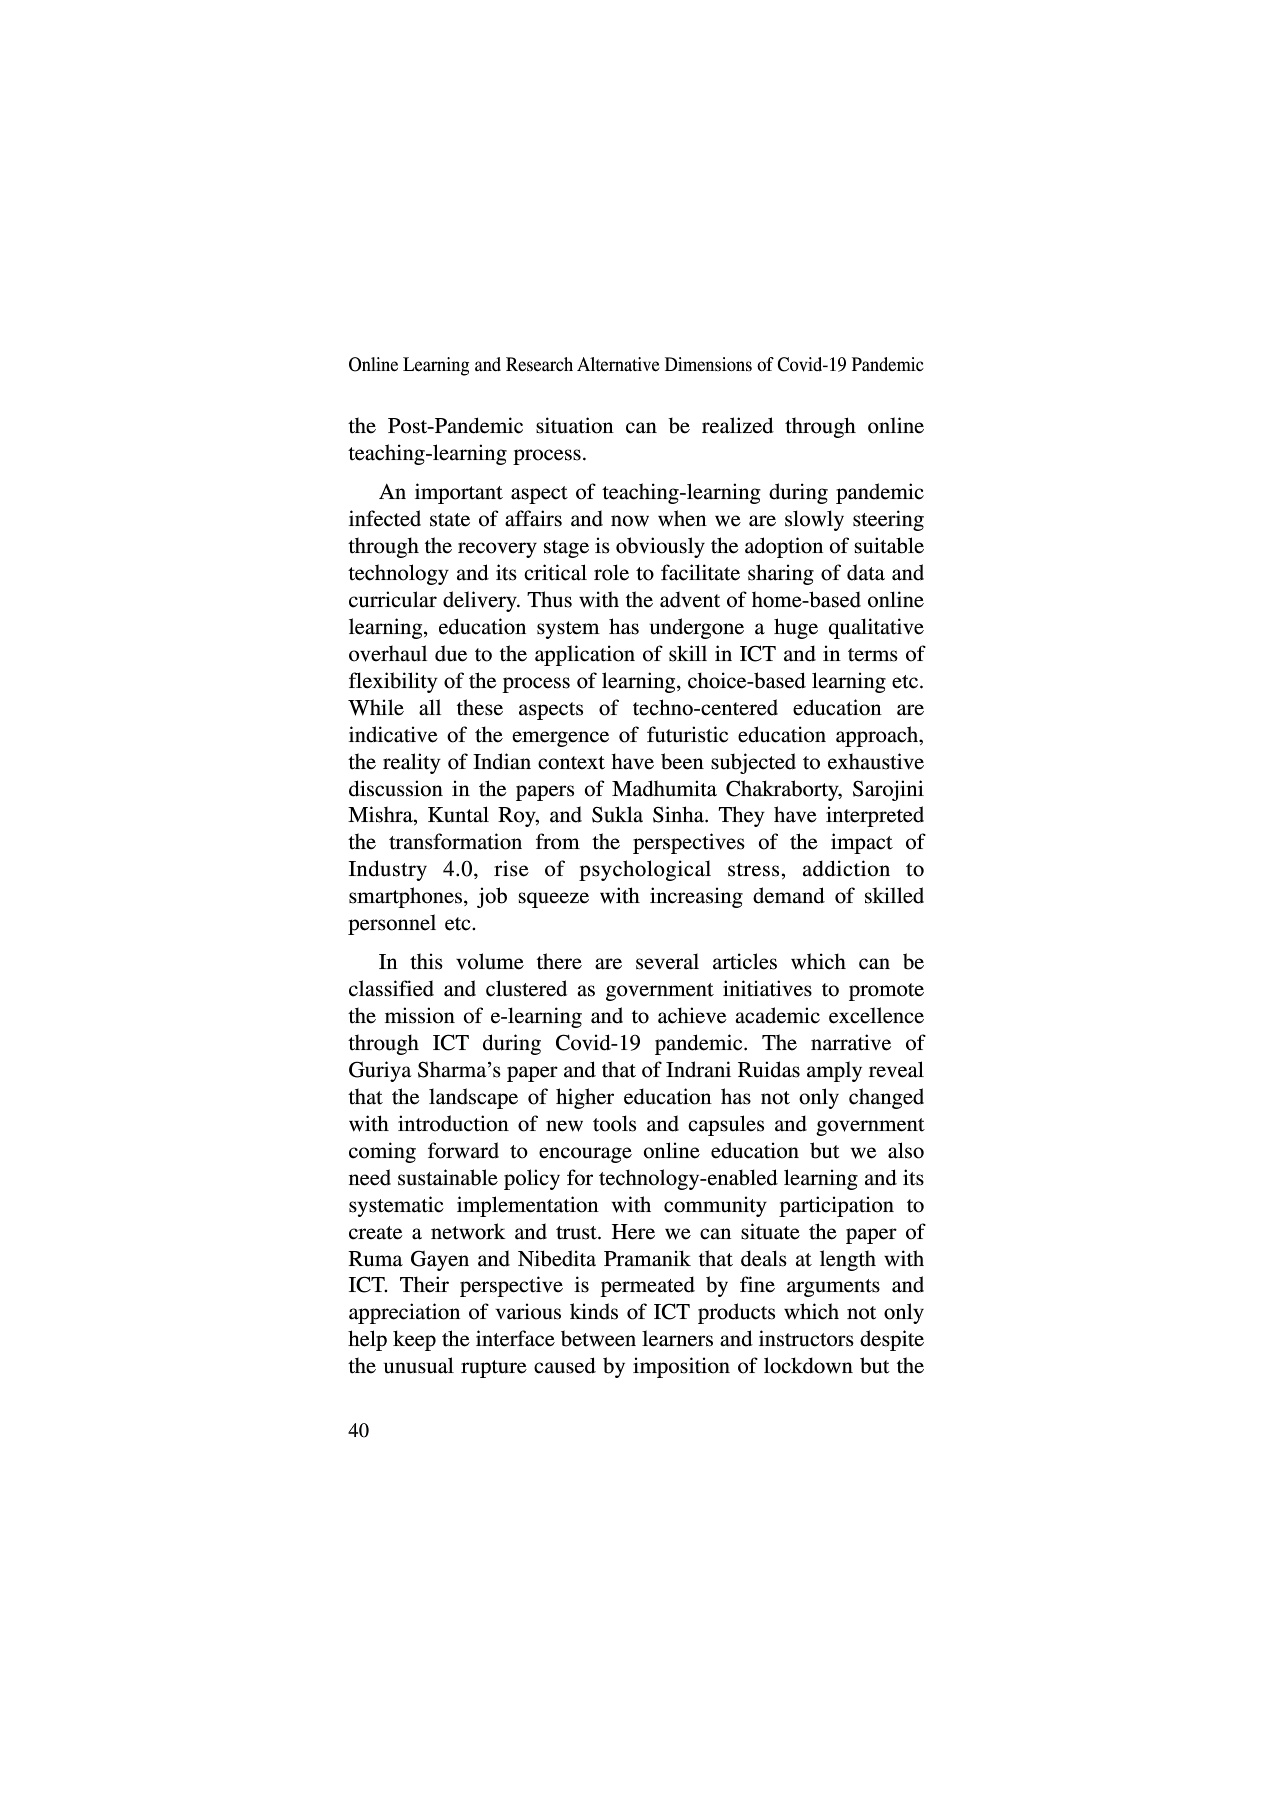 Online Learning and Research Alternative Dimensions of Covid-19 Pandemic
the Post-Pandemic situation can be realized through online
teaching-learning process.
An important aspect of teaching-learning during pandemic
infected state of affairs and now when we are slowly steering
through the recovery stage is obviously the adoption of suitable
technology and its critical role to facilitate sharing of data and
curricular delivery. Thus with the advent of home-based online
learning, education system has undergone a huge qualitative
overhaul due to the application of skill in ICT and in terms of
flexibility of the process of learning, choice-based learning etc.
While all these aspects of techno-centered education are
indicative of the emergence of futuristic education approach,
the reality of Indian context have been subjected to exhaustive
discussion in the papers of Madhumita Chakraborty, Sarojini
Mishra, Kuntal Roy, and Sukla Sinha. They have interpreted
the transformation from the perspectives of the impact of
Industry 4.0, rise of psychological stress, addiction to
smartphones, job squeeze with increasing demand of skilled
personnel etc.
In this volume there are several articles which can be
classified and clustered as government initiatives to promote
the mission of e-learning and to achieve academic excellence
through ICT during Covid-19 pandemic. The narrative of
Guriya Sharma’s paper and that of Indrani Ruidas amply reveal
that the landscape of higher education has not only changed
with introduction of new tools and capsules and government
coming forward to encourage online education but we also
need sustainable policy for technology-enabled learning and its
systematic implementation with community participation to
create a network and trust. Here we can situate the paper of
Ruma Gayen and Nibedita Pramanik that deals at length with
ICT. Their perspective is permeated by fine arguments and
appreciation of various kinds of ICT products which not only
help keep the interface between learners and instructors despite
the unusual rupture caused by imposition of lockdown but the
40